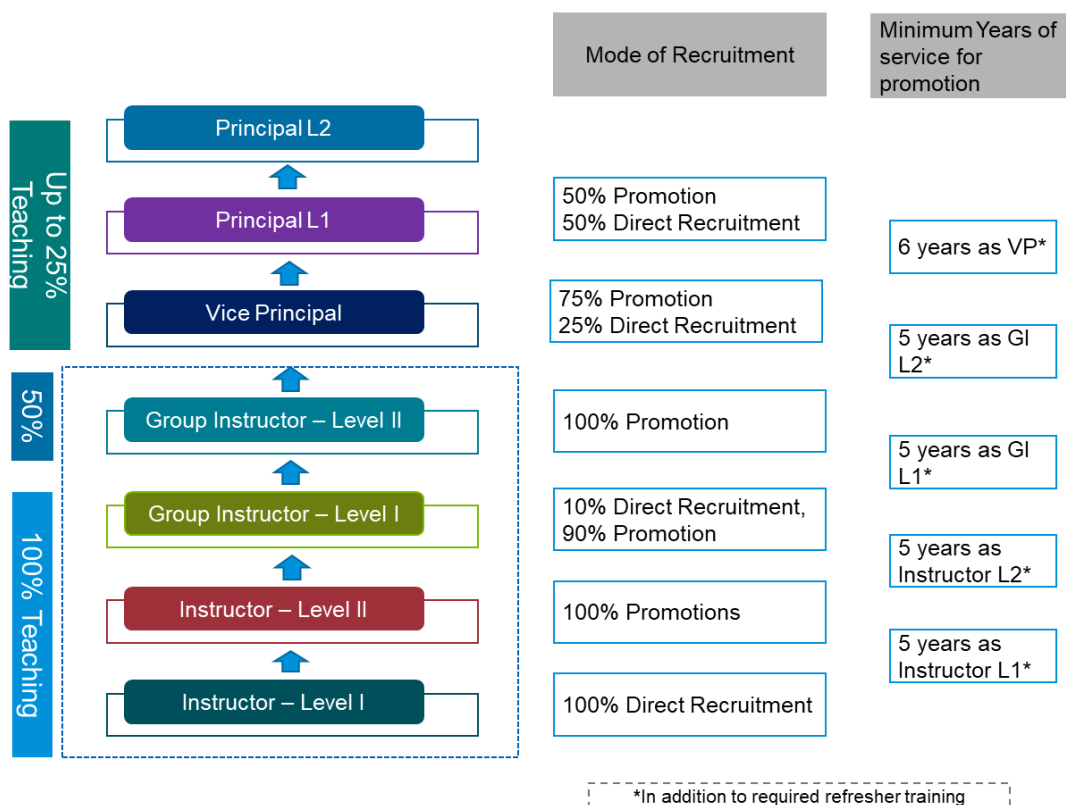 Mode of Recruitment
Minimum Years of
service for
promotion
Up to 25%
Teaching
Principal L2
Principal L1
50% Promotion
50% Direct Recruitment
6 years as VP*
Vice Principal
75% Promotion
25% Direct Recruitment
5 years as GI
L2*
50%
Group Instructor – Level II
100% Promotion
5 years as GI
L1*
100% Teaching
Group Instructor – Level I
10% Direct Recruitment,
90% Promotion
5 years as
Instructor L2*
Instructor – Level II
100% Promotions
5 years as
Instructor L1*
Instructor – Level I
100% Direct Recruitment
*In addition to required refresher training